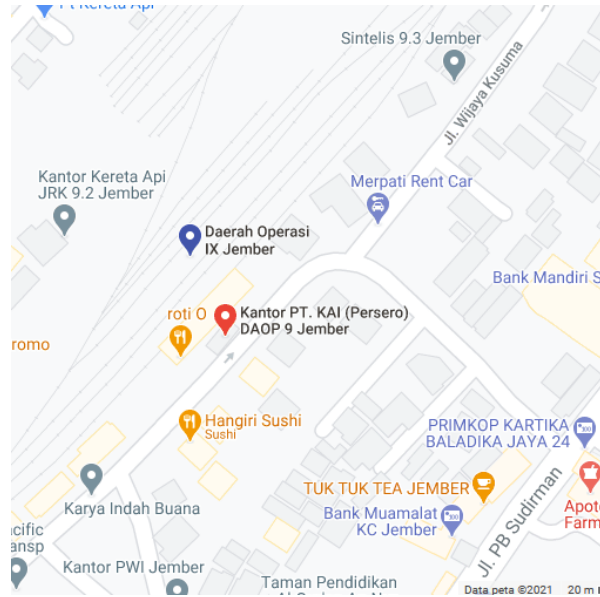 Pt Kereta Api
Sintelis 9.3 Jember
Jl. Wijaya Kusuma
Kantor Kereta Api
JRK 9.2 Jember
Merpati Rent Car
Daerah Operasi
IX Jember
Bank Mandiri S
roti O
Kantor PT. KAI (Persero)
DAOP 9 Jember
romo
Hangiri Sushi
Sushi
PRIMKOP KARTIKA
BALADIKA JAYA 24
TUK TUK TEA JEMBER
Jl. PB Sudirman
Karya Indah Buana
Bank Muamalat
KC Jember
Apote
Farm
acific
ansp
Kantor PWI Jember
Taman Pendidikan
Data peta ©2021
20 m